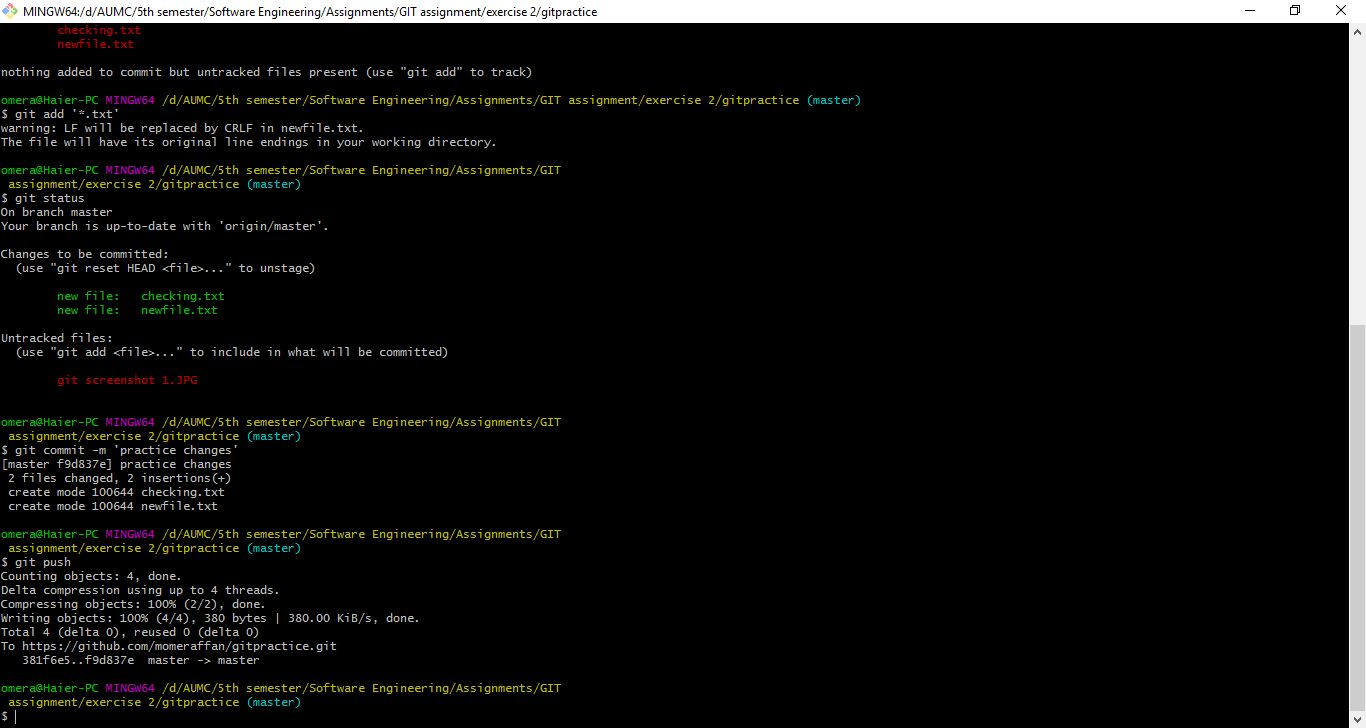 MINGW64:/d/AUMC/5th semester/Software Engineering/Assignments/GIT assignment/exercise 2/gitpractice
checking.txt
newfile.txt
nothing added to commit but untracked files present (use "git add" to track)
omera@Haier-PC MINGW64 /d/AUMC/5th semester/Software Engineering/Assignments/GIT assignment/exercise 2/gitpractice (master)
$ git add '*.txt'
warning: LF will be replaced by CRLF in newfile.txt.
The file will have its original line endings in your working directory.
omera@Haier-PC MINGW64 /d/AUMC/5th semester/Software Engineering/Assignments/GIT
assignment/exercise 2/gitpractice (master)
$ git status
On branch master
Your branch is up-to-date with 'origin/master'.
Changes to be committed:
(use "git reset HEAD <file>..." to unstage)
new file:   checking.txt
new file:   newfile.txt
Untracked files:
(use "git add <file>..." to include in what will be committed)
git screenshot 1.JPG
omera@Haier-PC MINGW64 /d/AUMC/5th semester/Software Engineering/Assignments/GIT
assignment/exercise 2/gitpractice (master)
$ git commit -m 'practice changes'
[master f9d837e] practice changes
2 files changed, 2 insertions(+)
create mode 100644 checking.txt
create mode 100644 newfile.txt
omera@Haier-PC MINGW64 /d/AUMC/5th semester/Software Engineering/Assignments/GIT
assignment/exercise 2/gitpractice (master)
$ git push
Counting objects: 4, done.
Delta compression using up to 4 threads.
Compressing objects: 100% (2/2), done.
Writing objects: 100% (4/4), 380 bytes | 380.00 KiB/s, done.
Total 4 (delta 0), reused 0 (delta 0)
To https://github.com/momeraffan/gitpractice.git
381f6e5..f9d837e  master -> master
omera@Haier-PC MINGW64 /d/AUMC/5th semester/Software Engineering/Assignments/GIT
assignment/exercise 2/gitpractice (master)
$